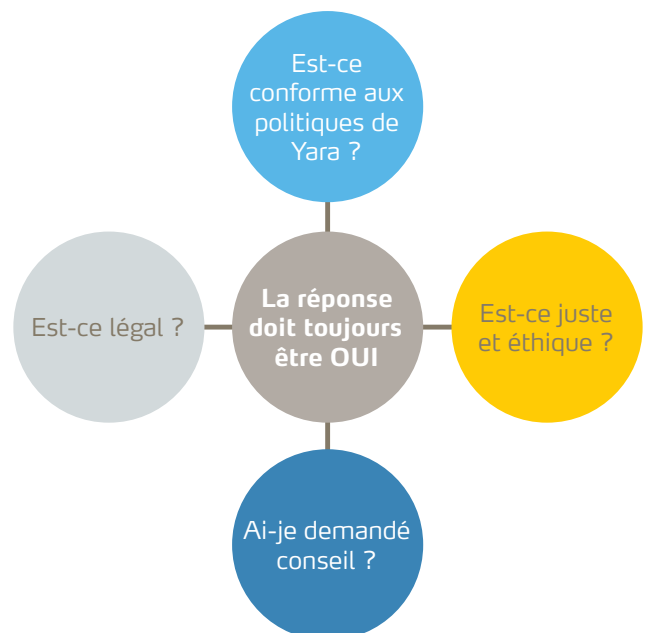 Est-ce
conforme aux
politiques de
Yara ?
Est-ce légal ?
La réponse
doit toujours
être OUI
Est-ce juste
et éthique ?
Ai-je demandé
conseil ?